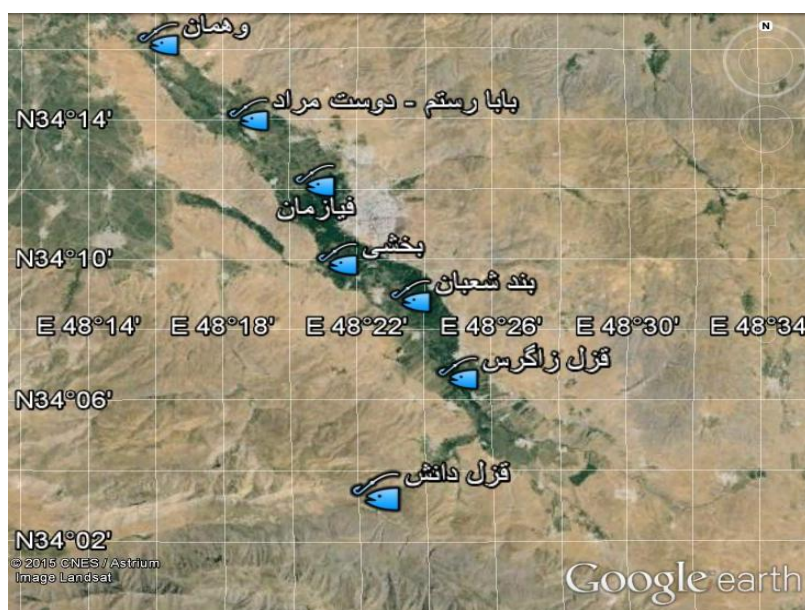 N
وهمان
بابا رستم - دوست مراد
N34°14'
فیازمان
بخشی
N34°10'
بند شعبان
E 48°14' E 48°18' E 48°22' E 48°26' E 48°30' E 48°34'
قزل زاگرس
N34°06'
قزل دانش
N34°02'
© 2015 CNES / Astrium
Image Landsat
Google earth